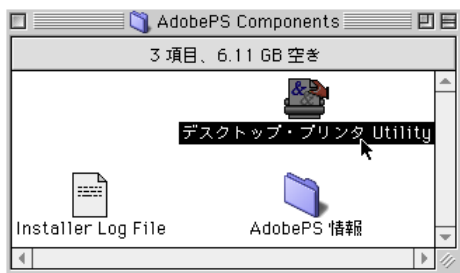 AdobePS Components
3 項目、6.11 GB 空き
デスクトップ・プリンタ Utility
Installer Log File
AdobePS 情報